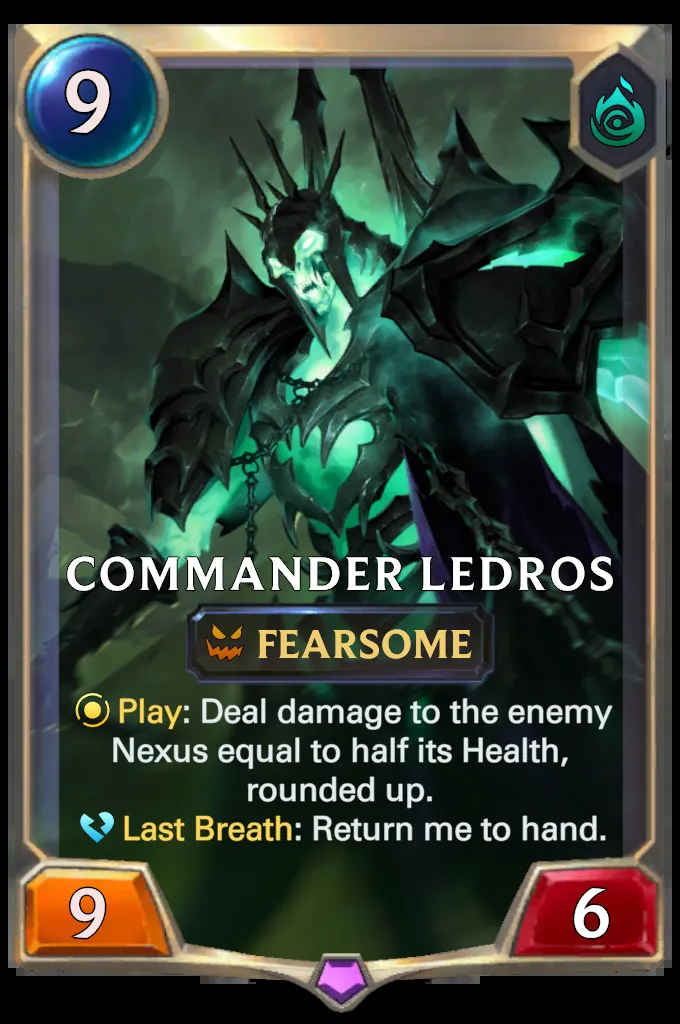 9
COMMANDER LEDROS
FEARSOME
Play: Deal damage to the enemy
Nexus equal to half its Health,
rounded up.
Last Breath: Return me to hand.
9
6